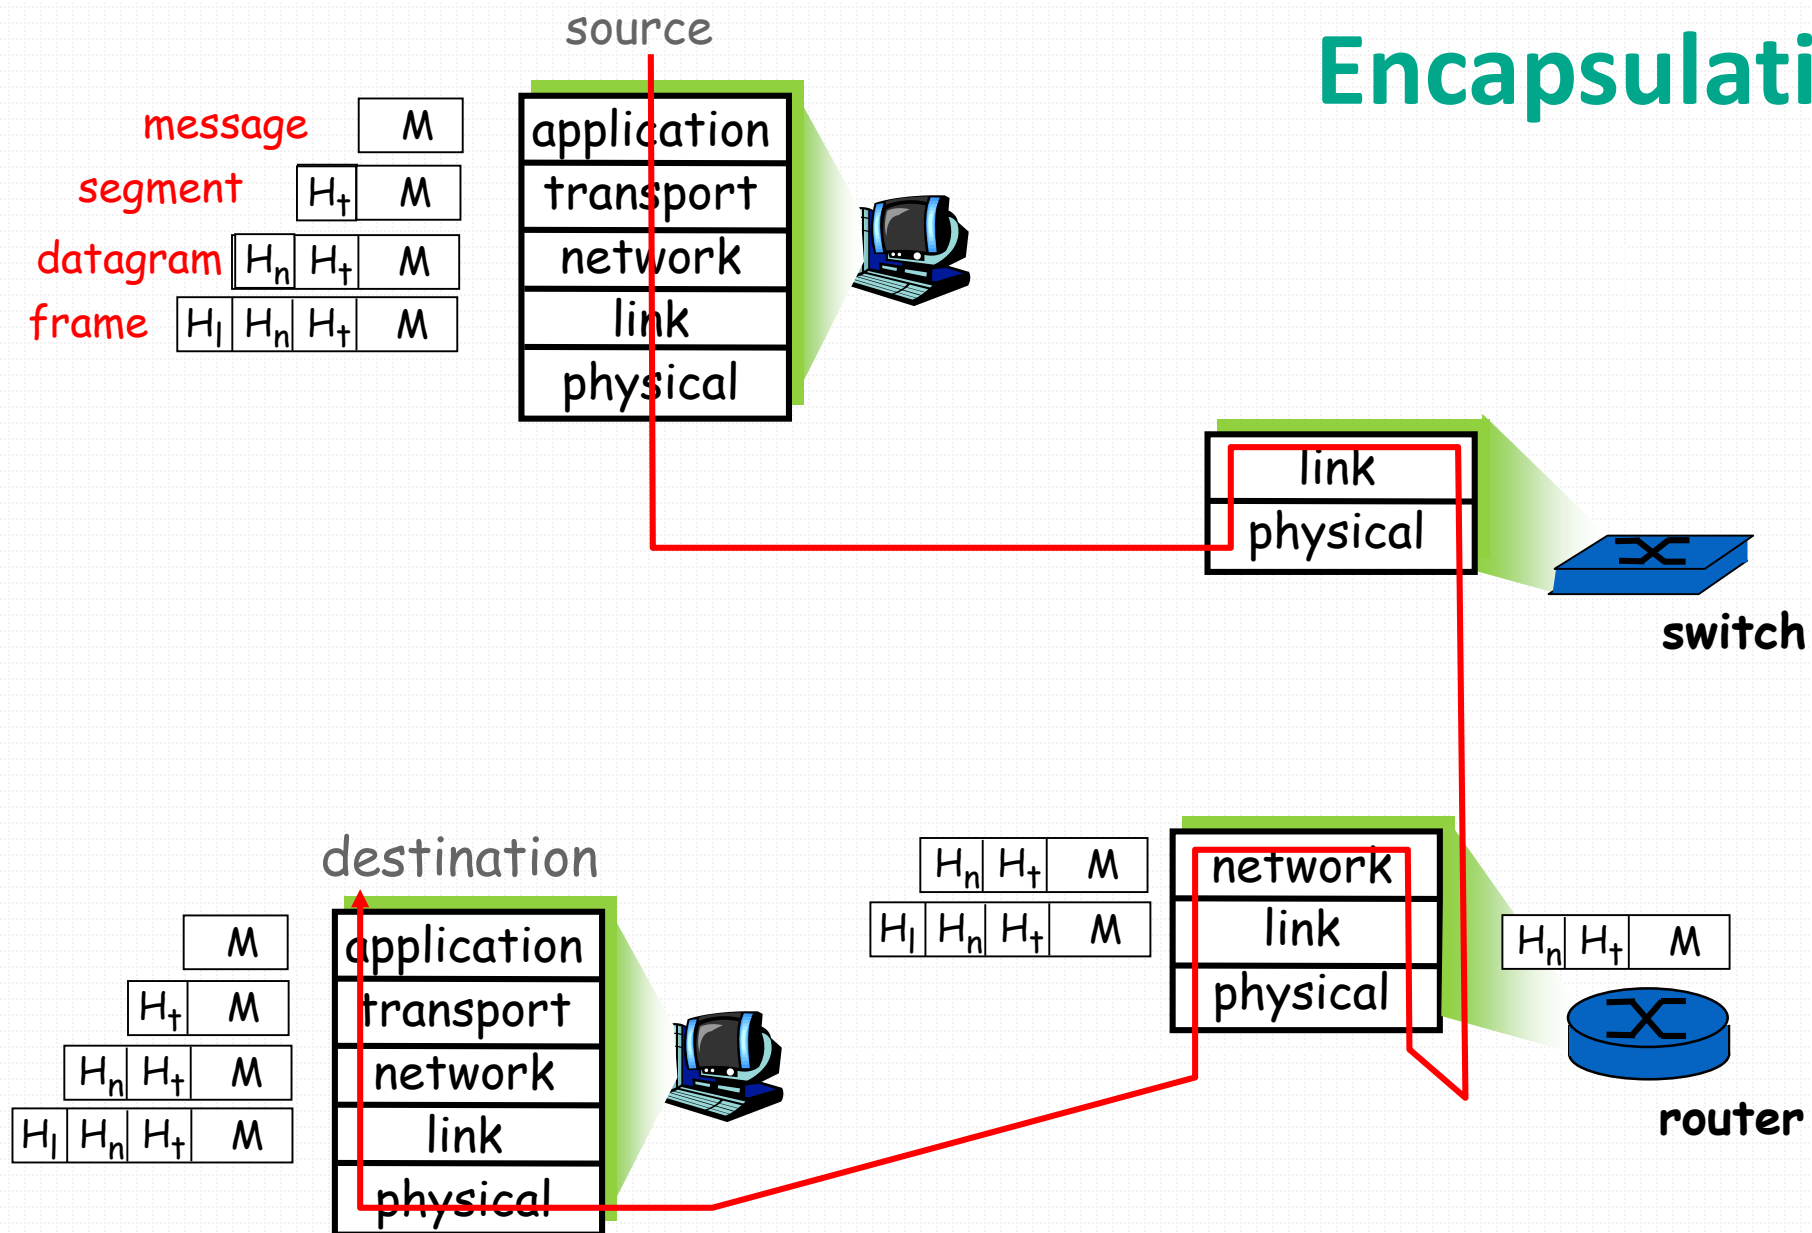 source
Encapsulati
message M
segment Ht M
datagram Hn Ht M
frame Hl Hn Ht M
application
transport
network
link
physical
link
physical
switch
destination
M
Ht M
Hn Ht M
Hl Hn Ht M
application
transport
network
link
physical
Hn Ht M
Hl Hn Ht M
network
link
physical
Hn Ht M
router